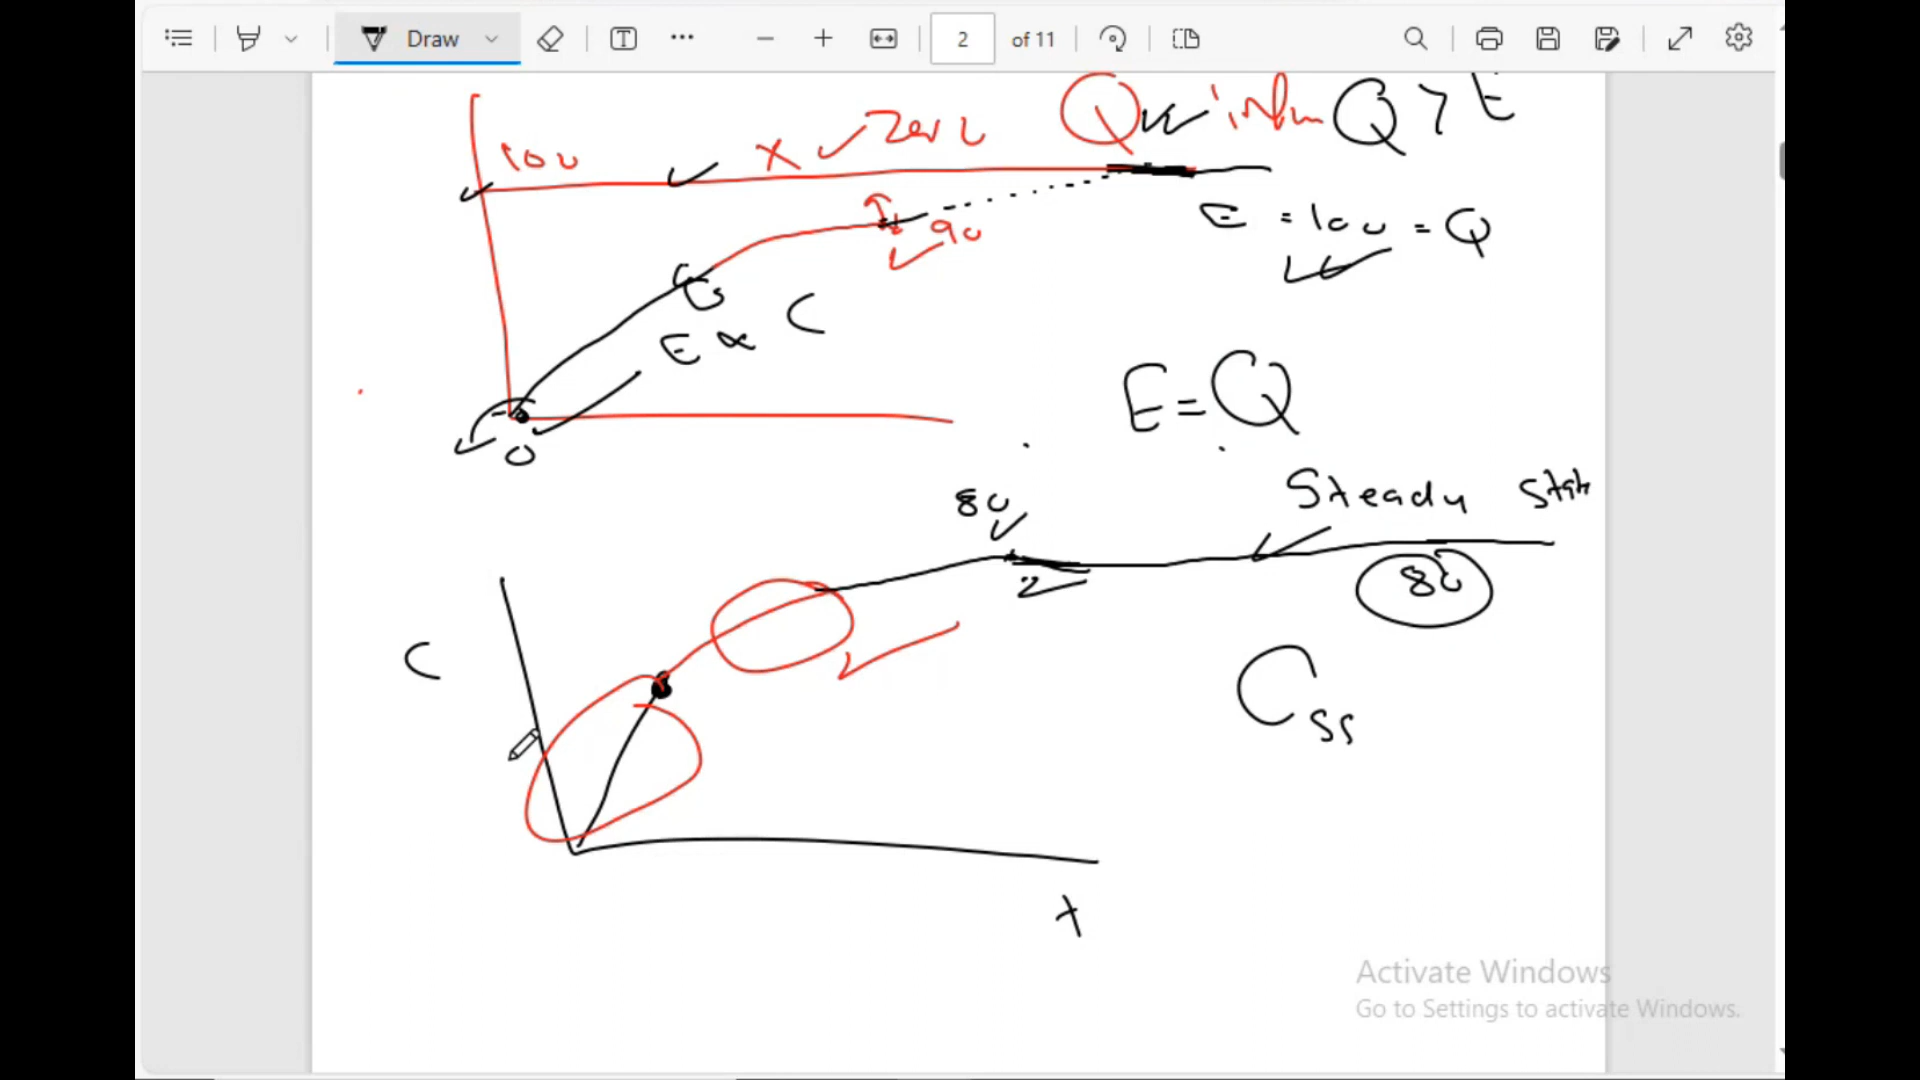 Draw 2 of 11
Q Q > E
100 x zero
90 E = 100 = Q
E ∝ C
0
E = Q
80 Steady
2 80
C
Css
t
Activate Windows
Go to Settings to activate Windows.